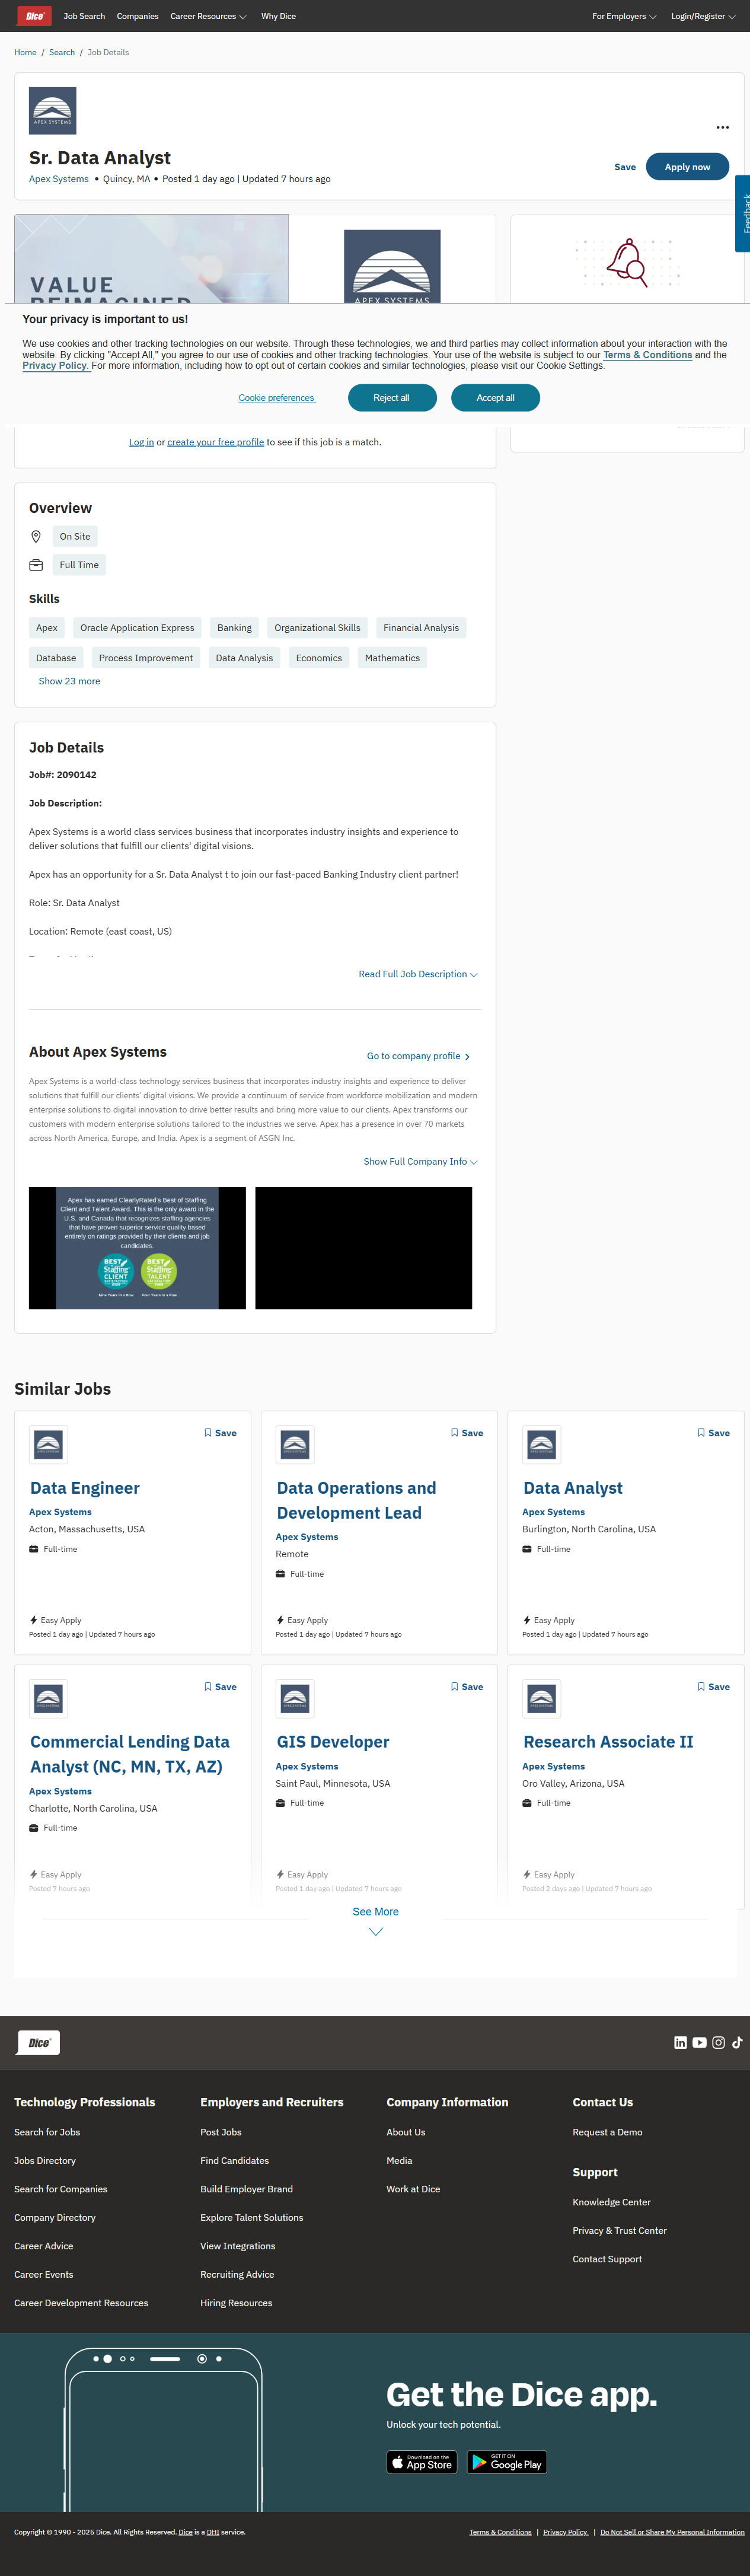 Dice
Job Search Companies Career Resources Why Dice For Employers Login/Register
Home / Search / Job Details
APEX SYSTEMS
Sr. Data Analyst
Apex Systems • Quincy, MA • Posted 1 day ago | Updated 7 hours ago
Save Apply now
Feedback
VALUE
REIMAGINED
APEX SYSTEMS
Your privacy is important to us!
We use cookies and other tracking technologies on our website. Through these technologies, we and third parties may collect information about your interaction with the
website. By clicking "Accept All," you agree to our use of cookies and other tracking technologies. Your use of the website is subject to our Terms & Conditions and the
Privacy Policy. For more information, including how to opt out of certain cookies and similar technologies, please visit our Cookie Settings.
Cookie preferences Reject all Accept all
Log in or create your free profile to see if this job is a match.
Overview
On Site
Full Time
Skills
Apex Oracle Application Express Banking Organizational Skills Financial Analysis
Database Process Improvement Data Analysis Economics Mathematics
Show 23 more
Job Details
Job#: 2090142
Job Description:
Apex Systems is a world class services business that incorporates industry insights and experience to
deliver solutions that fulfill our clients' digital visions.
Apex has an opportunity for a Sr. Data Analyst t to join our fast-paced Banking Industry client partner!
Role: Sr. Data Analyst
Location: Remote (east coast, US)
Read Full Job Description
About Apex Systems
Go to company profile
Apex Systems is a world-class technology services business that incorporates industry insights and experience to deliver
solutions that fulfill our clients' digital visions. We provide a continuum of service from workforce mobilization and modern
enterprise solutions to digital innovation to drive better results and bring more value to our clients. Apex transforms our
customers with modern enterprise solutions tailored to the industries we serve. Apex has a presence in over 70 markets
across North America, Europe, and India. Apex is a segment of ASGN Inc.
Show Full Company Info
Apex has earned ClearlyRated's Best of Staffing
Client and Talent Award. This is the only award in the
U.S. and Canada that recognizes staffing agencies
that have proven superior service quality based
entirely on ratings provided by their clients and job
candidates.
BEST BEST
Staffing Staffing
CLIENT TALENT
Nine Years in a Row Four Years in a Row
Similar Jobs
Save
Data Engineer
Apex Systems
Acton, Massachusetts, USA
Full-time
Easy Apply
Posted 1 day ago | Updated 7 hours ago
Save
Data Operations and
Development Lead
Apex Systems
Remote
Full-time
Easy Apply
Posted 1 day ago | Updated 7 hours ago
Save
Data Analyst
Apex Systems
Burlington, North Carolina, USA
Full-time
Easy Apply
Posted 1 day ago | Updated 7 hours ago
Save
Commercial Lending Data
Analyst (NC, MN, TX, AZ)
Apex Systems
Charlotte, North Carolina, USA
Full-time
Easy Apply
Posted 7 hours ago
Save
GIS Developer
Apex Systems
Saint Paul, Minnesota, USA
Full-time
Easy Apply
Posted 1 day ago | Updated 7 hours ago
Save
Research Associate II
Apex Systems
Oro Valley, Arizona, USA
Full-time
Easy Apply
Posted 2 days ago | Updated 7 hours ago
See More
Dice
Technology Professionals
Search for Jobs
Jobs Directory
Search for Companies
Company Directory
Career Advice
Career Events
Career Development Resources
Employers and Recruiters
Post Jobs
Find Candidates
Build Employer Brand
Explore Talent Solutions
View Integrations
Recruiting Advice
Hiring Resources
Company Information
About Us
Media
Work at Dice
Contact Us
Request a Demo
Support
Knowledge Center
Privacy & Trust Center
Contact Support
Get the Dice app.
Unlock your tech potential.
Download on the
App Store
GET IT ON
Google Play
Copyright © 1990 - 2025 Dice. All Rights Reserved. Dice is a DHI service.
Terms & Conditions | Privacy Policy | Do Not Sell or Share My Personal Information